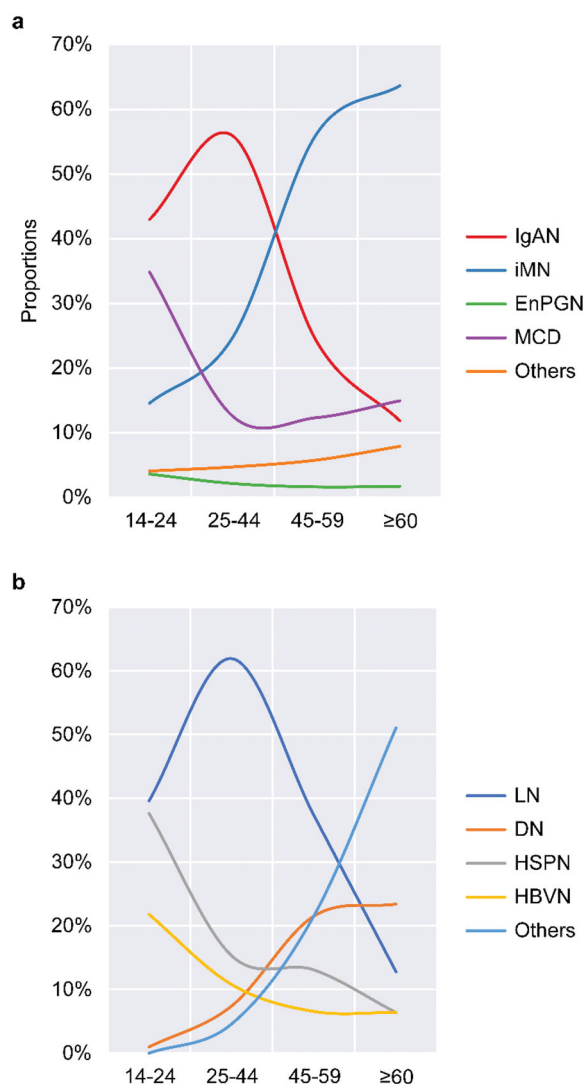 a
70%
60%
50%
40%
30%
20%
10%
0%
Proportions
14-24 25-44 45-59 ≥60
IgAN
iMN
EnPGN
MCD
Others
b
70%
60%
50%
40%
30%
20%
10%
0%
14-24 25-44 45-59 ≥60
LN
DN
HSPN
HBVN
Others